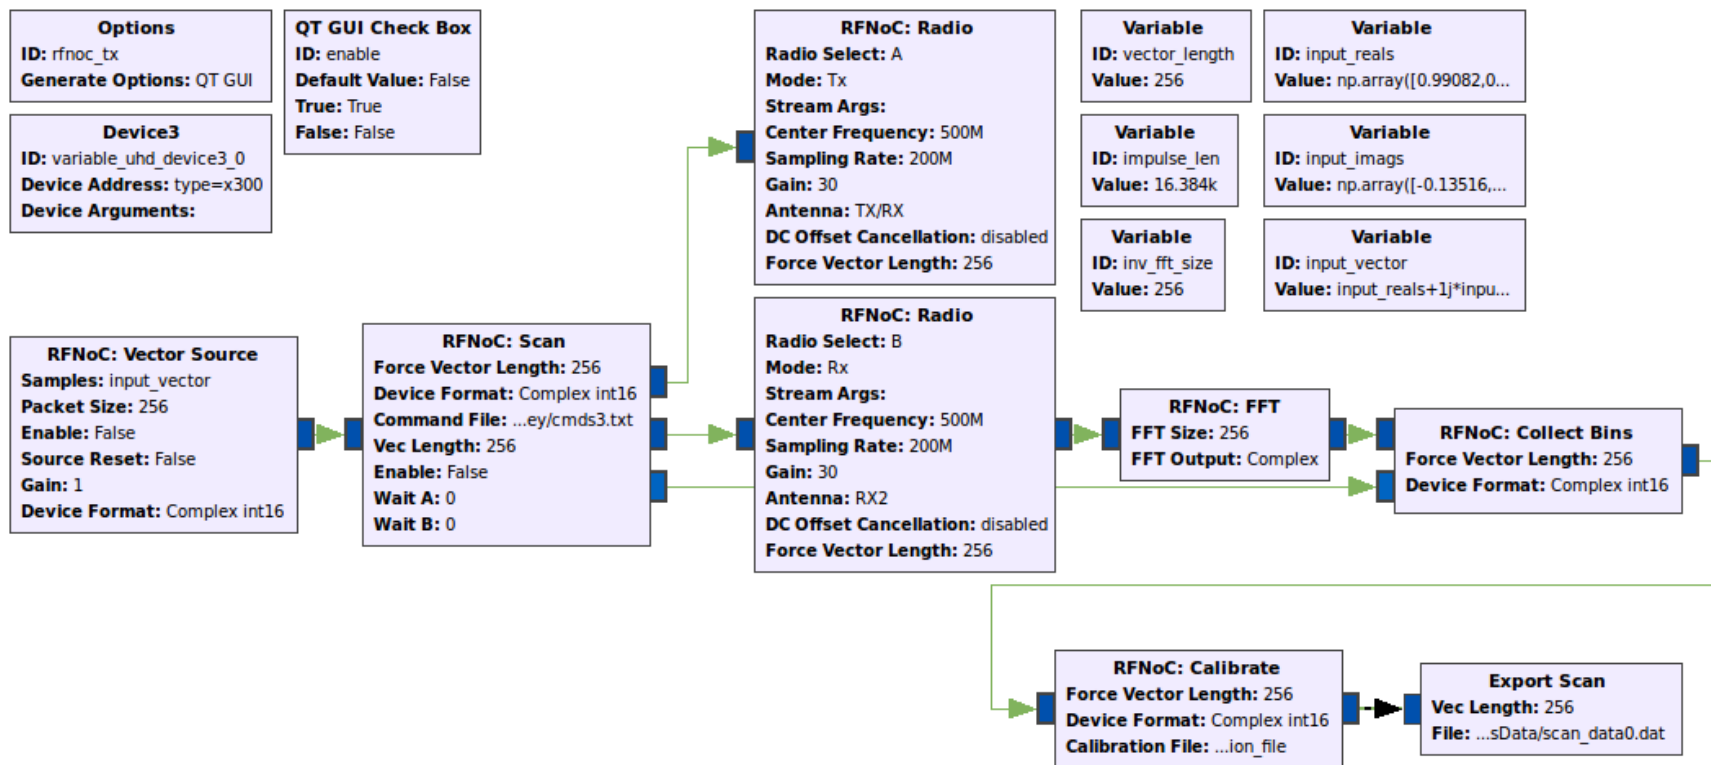 Options
ID: rfnoc_tx
Generate Options: QT GUI
QT GUI Check Box
ID: enable
Default Value: False
True: True
False: False
Device3
ID: variable_uhd_device3_0
Device Address: type=x300
Device Arguments:
RFNoC: Radio
Radio Select: A
Mode: Tx
Stream Args:
Center Frequency: 500M
Sampling Rate: 200M
Gain: 30
Antenna: TX/RX
DC Offset Cancellation: disabled
Force Vector Length: 256
Variable
ID: vector_length
Value: 256
Variable
ID: input_reals
Value: np.array([0.99082,0...
Variable
ID: impulse_len
Value: 16.384k
Variable
ID: input_imags
Value: np.array([-0.13516,...
Variable
ID: inv_fft_size
Value: 256
Variable
ID: input_vector
Value: input_reals+1j*inpu...
RFNoC: Vector Source
Samples: input_vector
Packet Size: 256
Enable: False
Source Reset: False
Gain: 1
Device Format: Complex int16
RFNoC: Scan
Force Vector Length: 256
Device Format: Complex int16
Command File: ...ey/cmds3.txt
Vec Length: 256
Enable: False
Wait A: 0
Wait B: 0
RFNoC: Radio
Radio Select: B
Mode: Rx
Stream Args:
Center Frequency: 500M
Sampling Rate: 200M
Gain: 30
Antenna: RX2
DC Offset Cancellation: disabled
Force Vector Length: 256
RFNoC: FFT
FFT Size: 256
FFT Output: Complex
RFNoC: Collect Bins
Force Vector Length: 256
Device Format: Complex int16
RFNoC: Calibrate
Force Vector Length: 256
Device Format: Complex int16
Calibration File: ...ion_file
Export Scan
Vec Length: 256
File: ...sData/scan_data0.dat